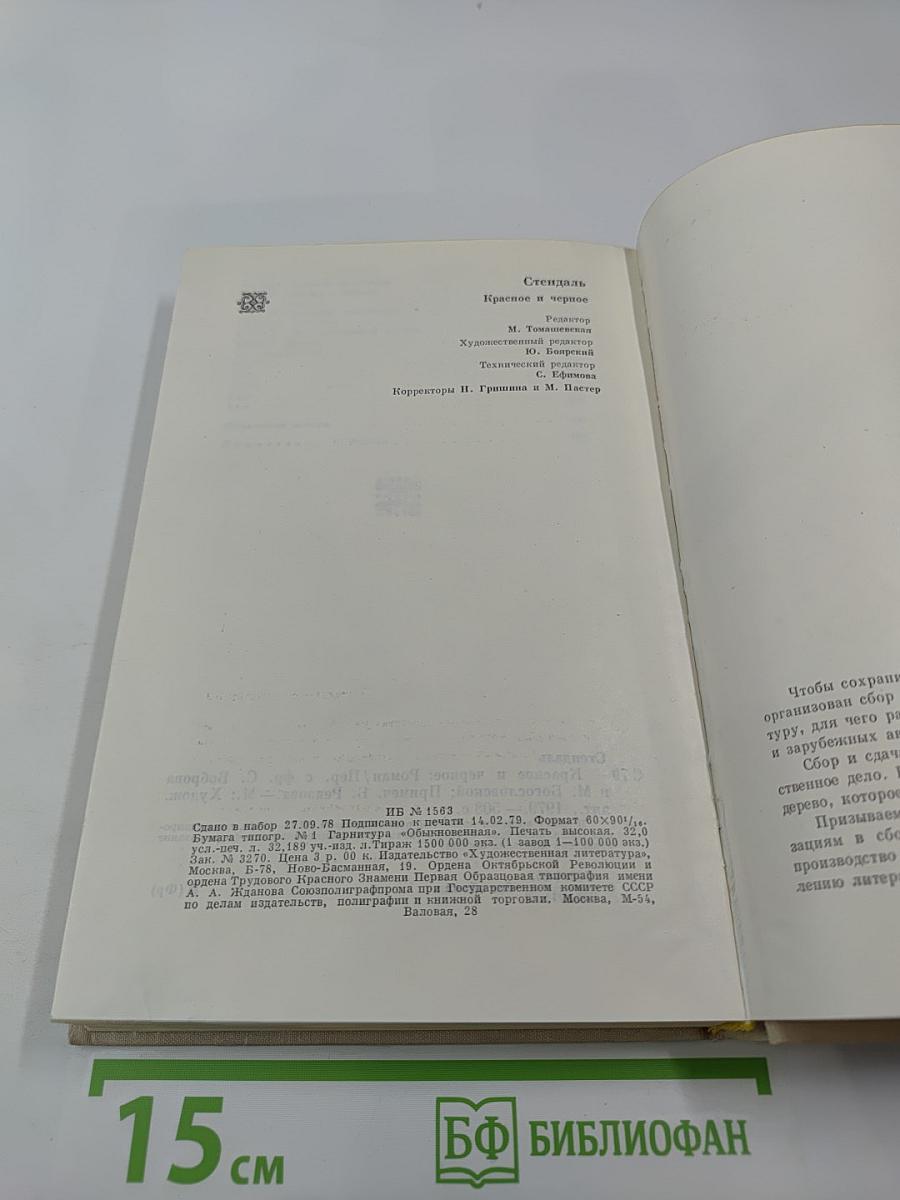 Стендаль
Красное и черное
Редактор
М. Томашевская
Художественный редактор
Ю. Боярский
Технический редактор
С. Ефимова
Корректоры Н. Гришина и М. Пастер
ИБ № 1563
Сдано в набор 27.09.78 Подписано к печати 14.02.79. Формат 60×90¹/₁₆.
Бумага типогр. № 1 Гарнитура «Обыкновенная». Печать высокая. 32,0
усл.-печ. л. 32,189 уч.-изд. л. Тираж 1500 000 экз. (1 завод 1—100 000 экз.)
Зак. № 3270. Цена 3 р. 00 к. Издательство «Художественная литература»,
Москва, Б-78, Ново-Басманная, 19. Ордена Октябрьской Революции и
ордена Трудового Красного Знамени Первая Образцовая типография имени
А. А. Жданова Союзполиграфпрома при Государственном комитете СССР
по делам издательств, полиграфии и книжной торговли. Москва, М-54,
Валовая, 28
Чтобы сохрани
организован сбор
туру, для чего ра
и зарубежных ав
Сбор и сдач
ственное дело.
дерево, которое
Призываем
зациям в сбо
производство
лению литер
15 см
БФ БИБЛИОФАН